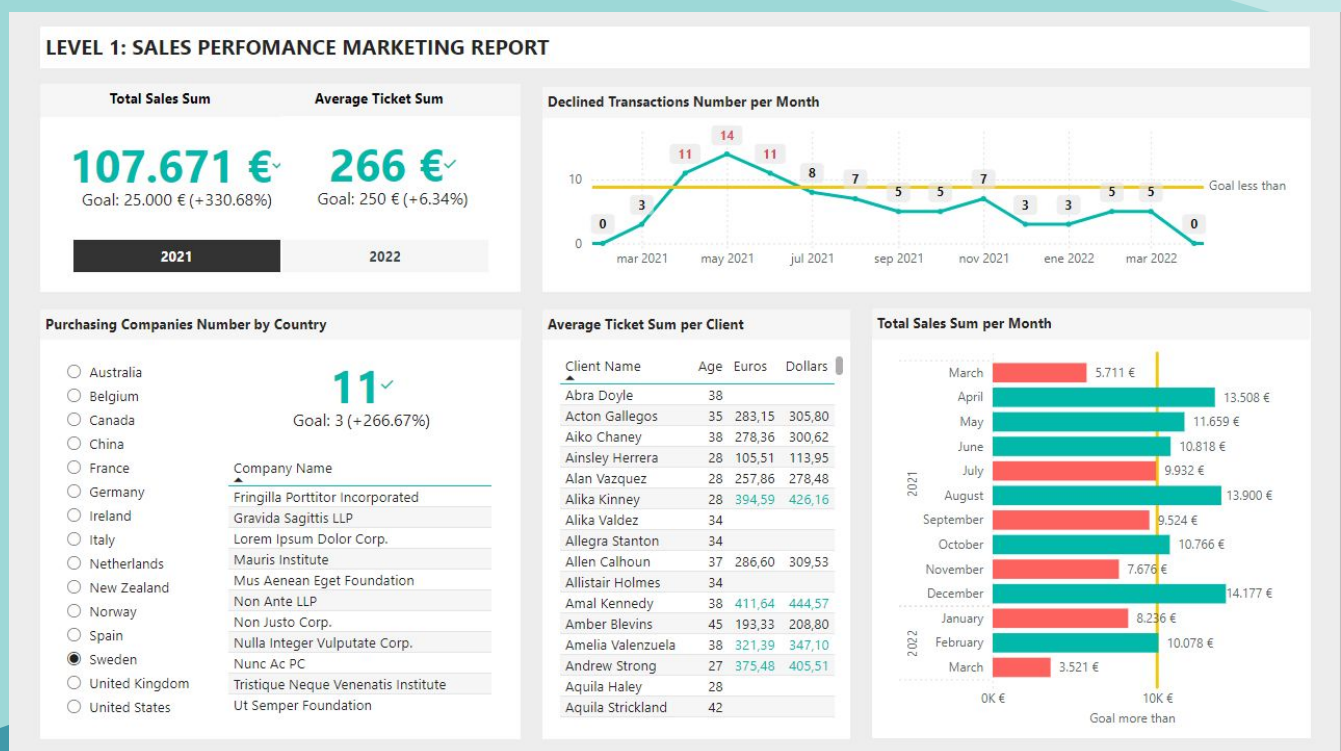 LEVEL 1: SALES PERFOMANCE MARKETING REPORT
Total Sales Sum Average Ticket Sum
107.671 € 266 €
Goal: 25.000 € (+330.68%) Goal: 250 € (+6.34%)
2021 2022
Declined Transactions Number per Month
10
0
0 3 11 14 11 8 7 5 5 7 3 3 5 5 0
Goal less than
mar 2021 may 2021 jul 2021 sep 2021 nov 2021 ene 2022 mar 2022
Purchasing Companies Number by Country
Australia
Belgium
Canada
China
France
Germany
Ireland
Italy
Netherlands
New Zealand
Norway
Spain
Sweden
United Kingdom
United States
11
Goal: 3 (+266.67%)
Company Name
Fringilla Porttitor Incorporated
Gravida Sagittis LLP
Lorem Ipsum Dolor Corp.
Mauris Institute
Mus Aenean Eget Foundation
Non Ante LLP
Non Justo Corp.
Nulla Integer Vulputate Corp.
Nunc Ac PC
Tristique Neque Venenatis Institute
Ut Semper Foundation
Average Ticket Sum per Client
Client Name Age Euros Dollars
Abra Doyle 38
Acton Gallegos 35 283,15 305,80
Aiko Chaney 38 278,36 300,62
Ainsley Herrera 28 105,51 113,95
Alan Vazquez 28 257,86 278,48
Alika Kinney 28 394,59 426,16
Alika Valdez 34
Allegra Stanton 34
Allen Calhoun 37 286,60 309,53
Allistair Holmes 34
Amal Kennedy 38 411,64 444,57
Amber Blevins 45 193,33 208,80
Amelia Valenzuela 38 321,39 347,10
Andrew Strong 27 375,48 405,51
Aquila Haley 28
Aquila Strickland 42
Total Sales Sum per Month
2021
March 5.711 €
April 13.508 €
May 11.659 €
June 10.818 €
July 9.932 €
August 13.900 €
September 9.524 €
October 10.766 €
November 7.676 €
December 14.177 €
2022
January 8.236 €
February 10.078 €
March 3.521 €
0K € 10K €
Goal more than